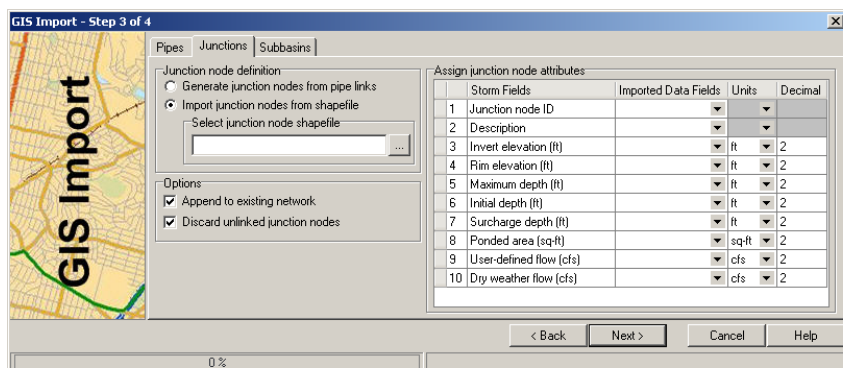 GIS Import - Step 3 of 4
GIS Import
Pipes Junctions Subbasins
Junction node definition
Generate junction nodes from pipe links
Import junction nodes from shapefile
Select junction node shapefile
...
Options
Append to existing network
Discard unlinked junction nodes
Assign junction node attributes
Storm Fields Imported Data Fields Units Decimal
1 Junction node ID
2 Description
3 Invert elevation (ft) ft 2
4 Rim elevation (ft) ft 2
5 Maximum depth (ft) ft 2
6 Initial depth (ft) ft 2
7 Surcharge depth (ft) ft 2
8 Ponded area (sq-ft) sq-ft 2
9 User-defined flow (cfs) cfs 2
10 Dry weather flow (cfs) cfs 2
< Back Next > Cancel Help
0 %